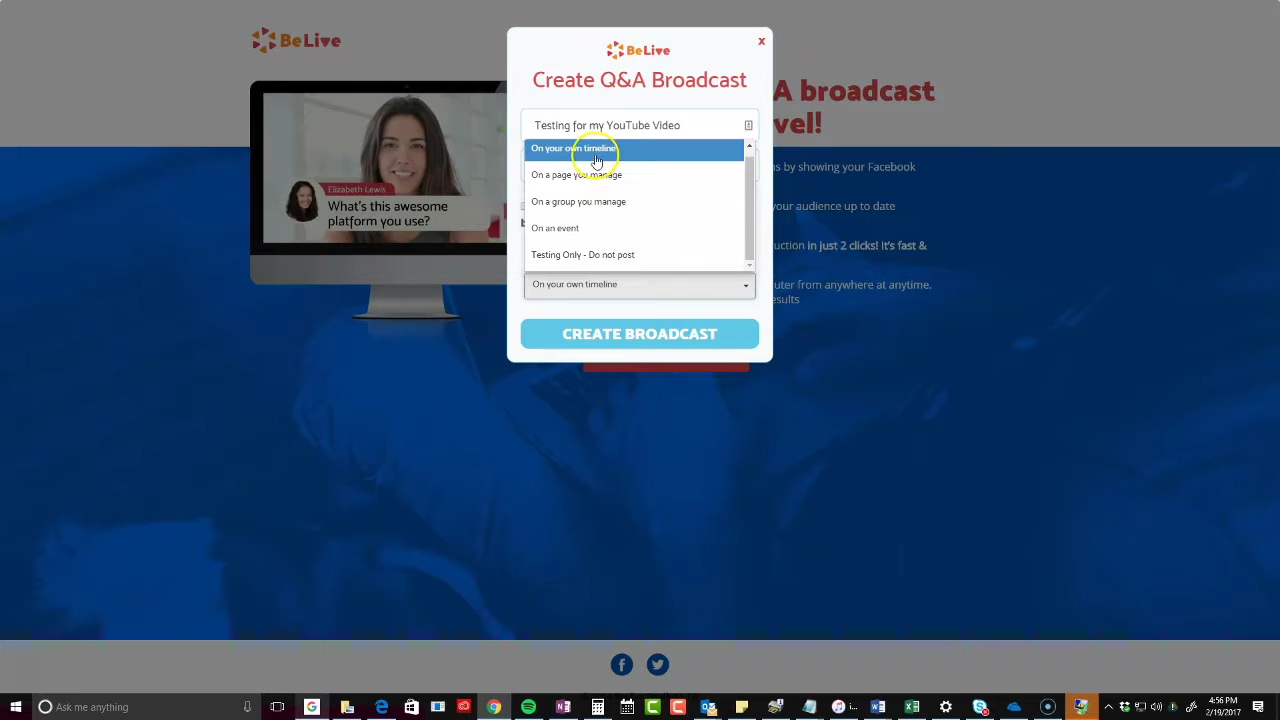 BeLive
x
BeLive
Create Q&A Broadcast
A broadcast
vel!
Testing for my YouTube Video
On your own timeline
On a page you manage
On a group you manage
On an event
Testing Only - Do not post
On your own timeline
CREATE BROADCAST
Elizabeth Lewis
What's this awesome
platform you use?
ns by showing your Facebook
your audience up to date
uction in just 2 clicks! It's fast &
uter from anywhere at anytime,
esults
Ask me anything
4:56 PM
2/19/2017